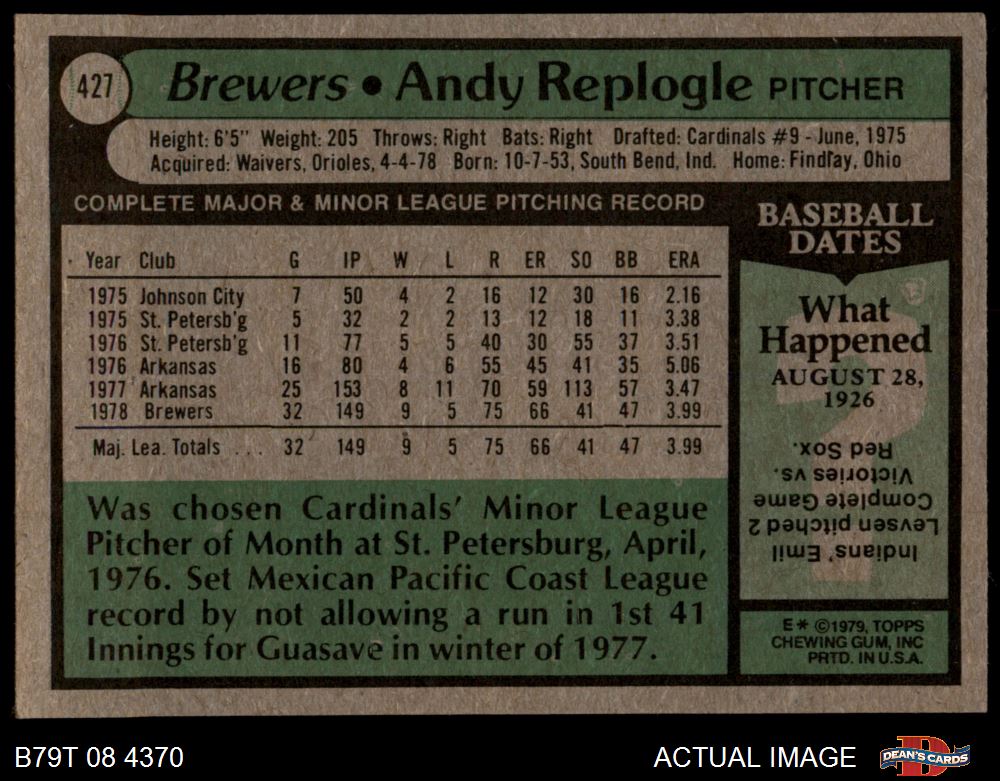 427
Brewers • Andy Replogle PITCHER
Height: 6'5" Weight: 205 Throws: Right Bats: Right Drafted: Cardinals #9 - June, 1975
Acquired: Waivers, Orioles, 4-4-78 Born: 10-7-53, South Bend, Ind. Home: Findlay, Ohio
COMPLETE MAJOR & MINOR LEAGUE PITCHING RECORD
Year Club G IP W L R ER SO BB ERA
1975 Johnson City 7 50 4 2 16 12 30 16 2.16
1975 St. Petersb'g 5 32 2 2 13 12 18 11 3.38
1976 St. Petersb'g 11 77 5 5 40 30 55 37 3.51
1976 Arkansas 16 80 4 6 55 45 41 35 5.06
1977 Arkansas 25 153 8 11 70 59 113 57 3.47
1978 Brewers 32 149 9 5 75 66 41 47 3.99
Maj. Lea. Totals ... 32 149 9 5 75 66 41 47 3.99
Was chosen Cardinals' Minor League
Pitcher of Month at St. Petersburg, April,
1976. Set Mexican Pacific Coast League
record by not allowing a run in 1st 41
Innings for Guasave in winter of 1977.
BASEBALL
DATES
What
Happened
AUGUST 28,
1926
Indians' Emil
Levsen pitched 2
Complete Game
Victories vs.
Red Sox.
E* ©1979, TOPPS
CHEWING GUM, INC
PRTD. IN U.S.A.
B79T 08 4370
ACTUAL IMAGE
D
DEAN'S CARDS